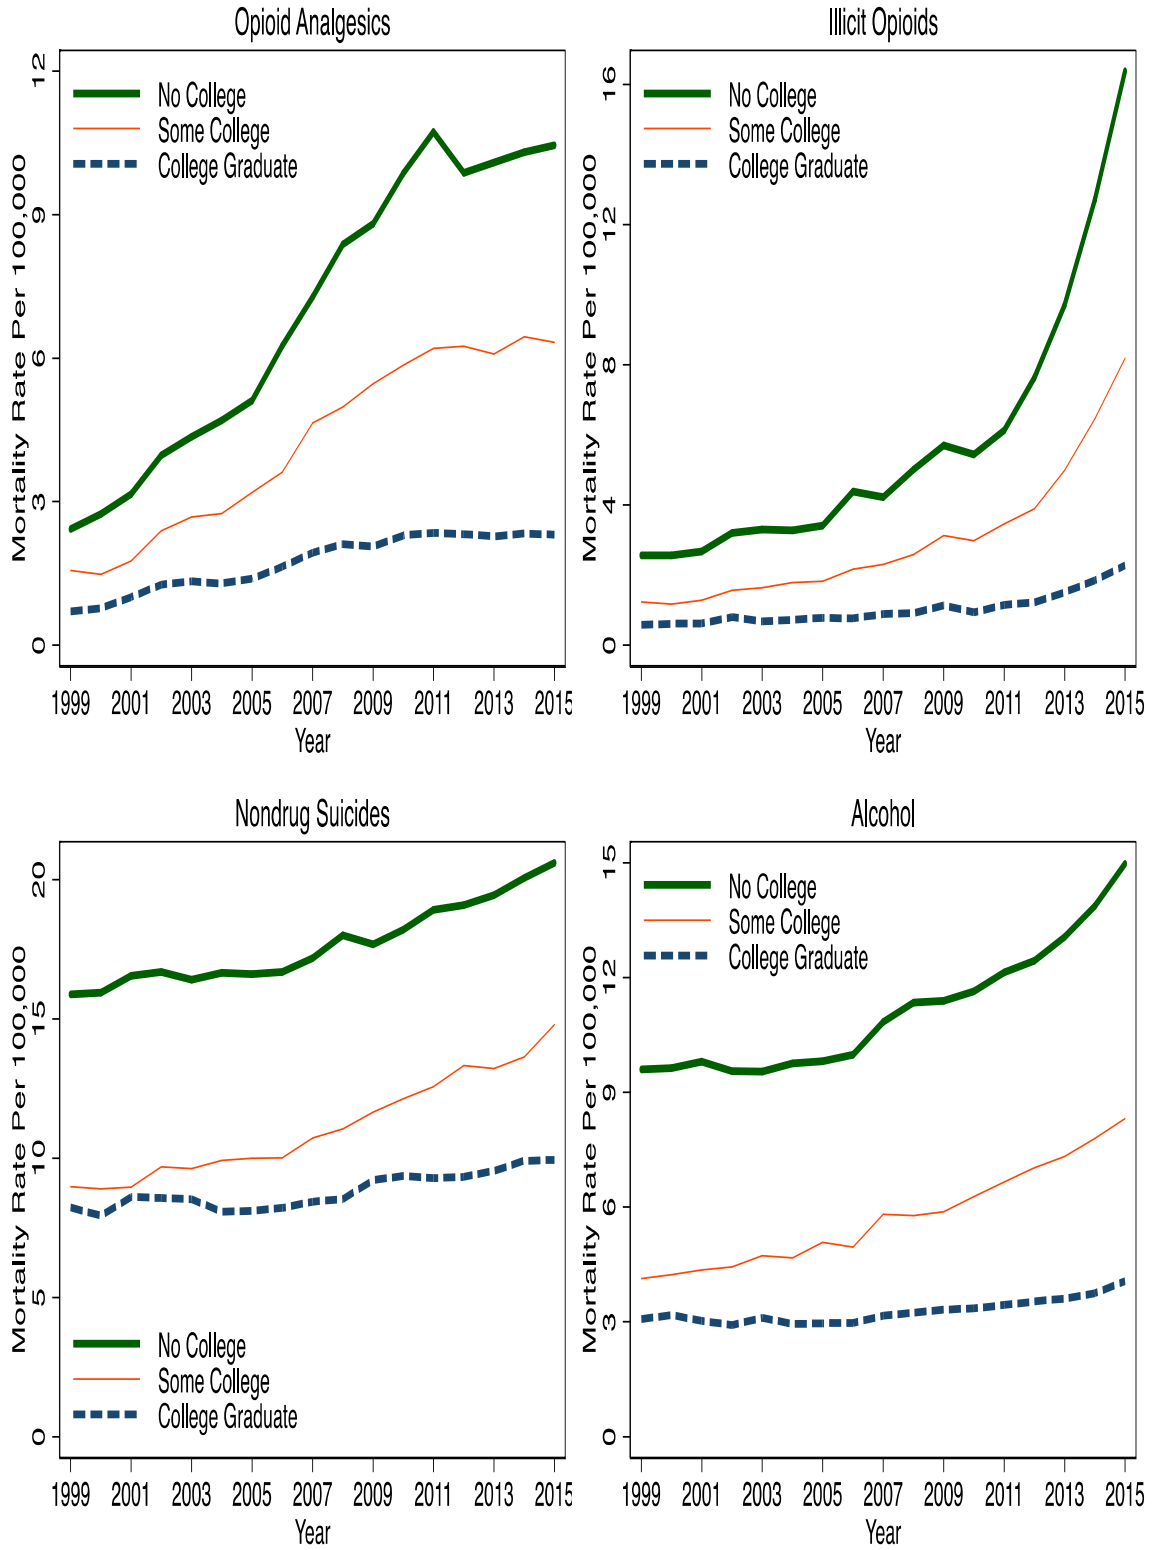 Opioid Analgesics
Mortality Rate Per 100,000
12
9
6
3
0
No College
Some College
College Graduate
1999 2001 2003 2005 2007 2009 2011 2013 2015
Year
Illicit Opioids
Mortality Rate Per 100,000
16
12
8
4
0
No College
Some College
College Graduate
1999 2001 2003 2005 2007 2009 2011 2013 2015
Year
Nondrug Suicides
Mortality Rate Per 100,000
20
15
10
5
0
No College
Some College
College Graduate
1999 2001 2003 2005 2007 2009 2011 2013 2015
Year
Alcohol
Mortality Rate Per 100,000
15
12
9
6
3
0
No College
Some College
College Graduate
1999 2001 2003 2005 2007 2009 2011 2013 2015
Year